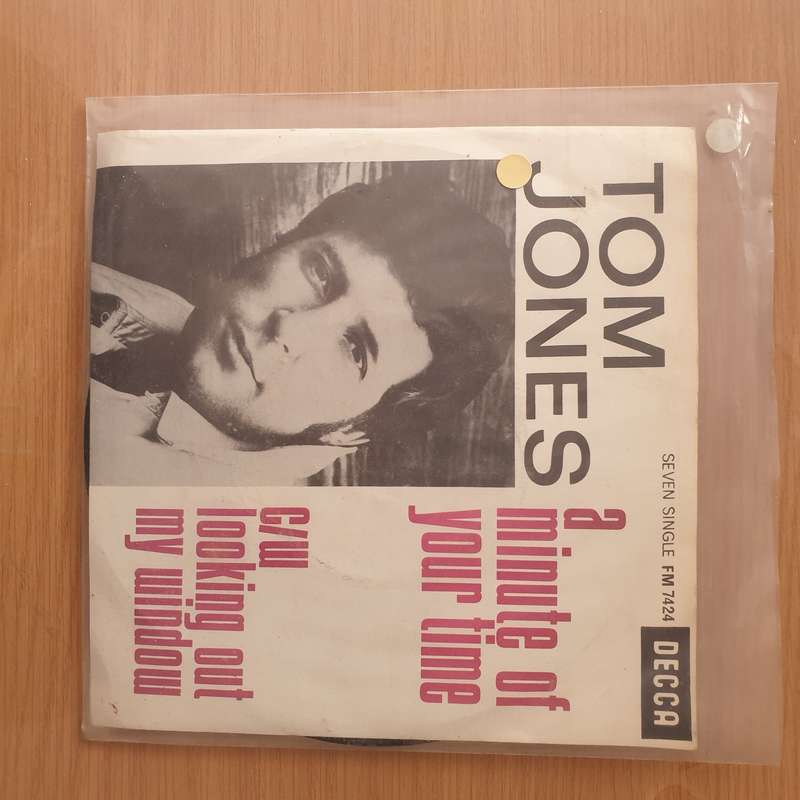 TOM
JONES
SEVEN SINGLE FM 7424
DECCA
a
minute of
your time
c/w
looking out
my window